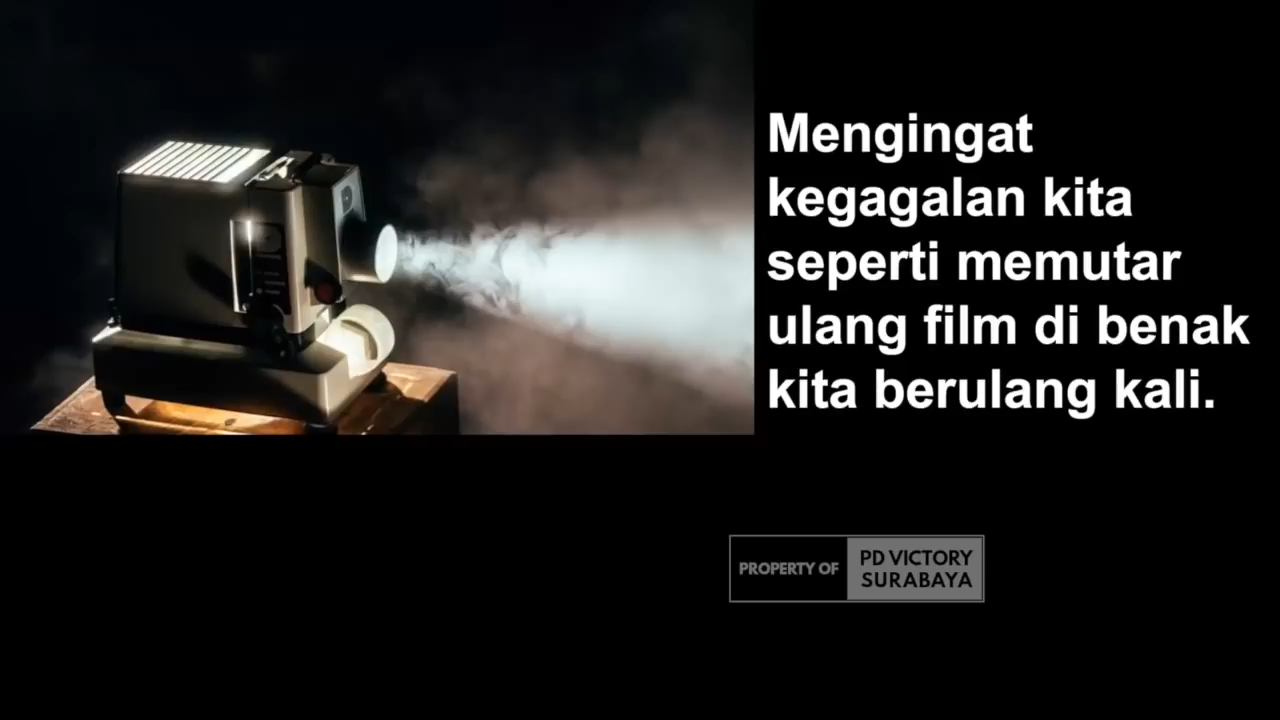 Mengingat
kegagalan kita
seperti memutar
ulang film di benak
kita berulang kali.
PROPERTY OF
PD VICTORY
SURABAYA